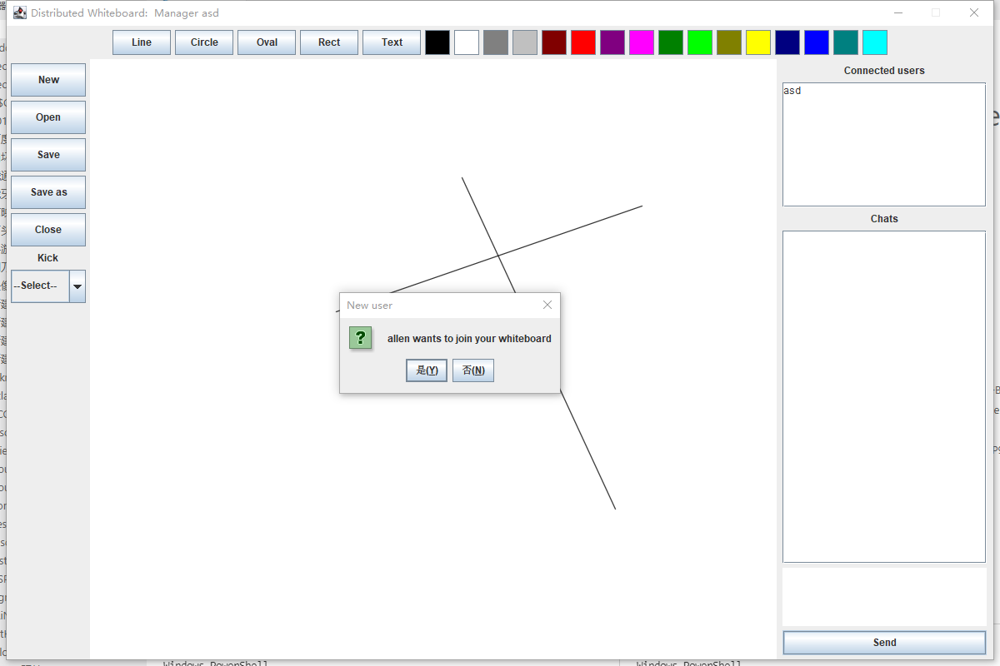 Distributed Whiteboard: Manager asd
Line Circle Oval Rect Text
New
Open
Save
Save as
Close
Kick
--Select--
Connected users
asd
Chats
New user
allen wants to join your whiteboard
是(Y) 否(N)
Send
Windows PowerShell Windows PowerShell